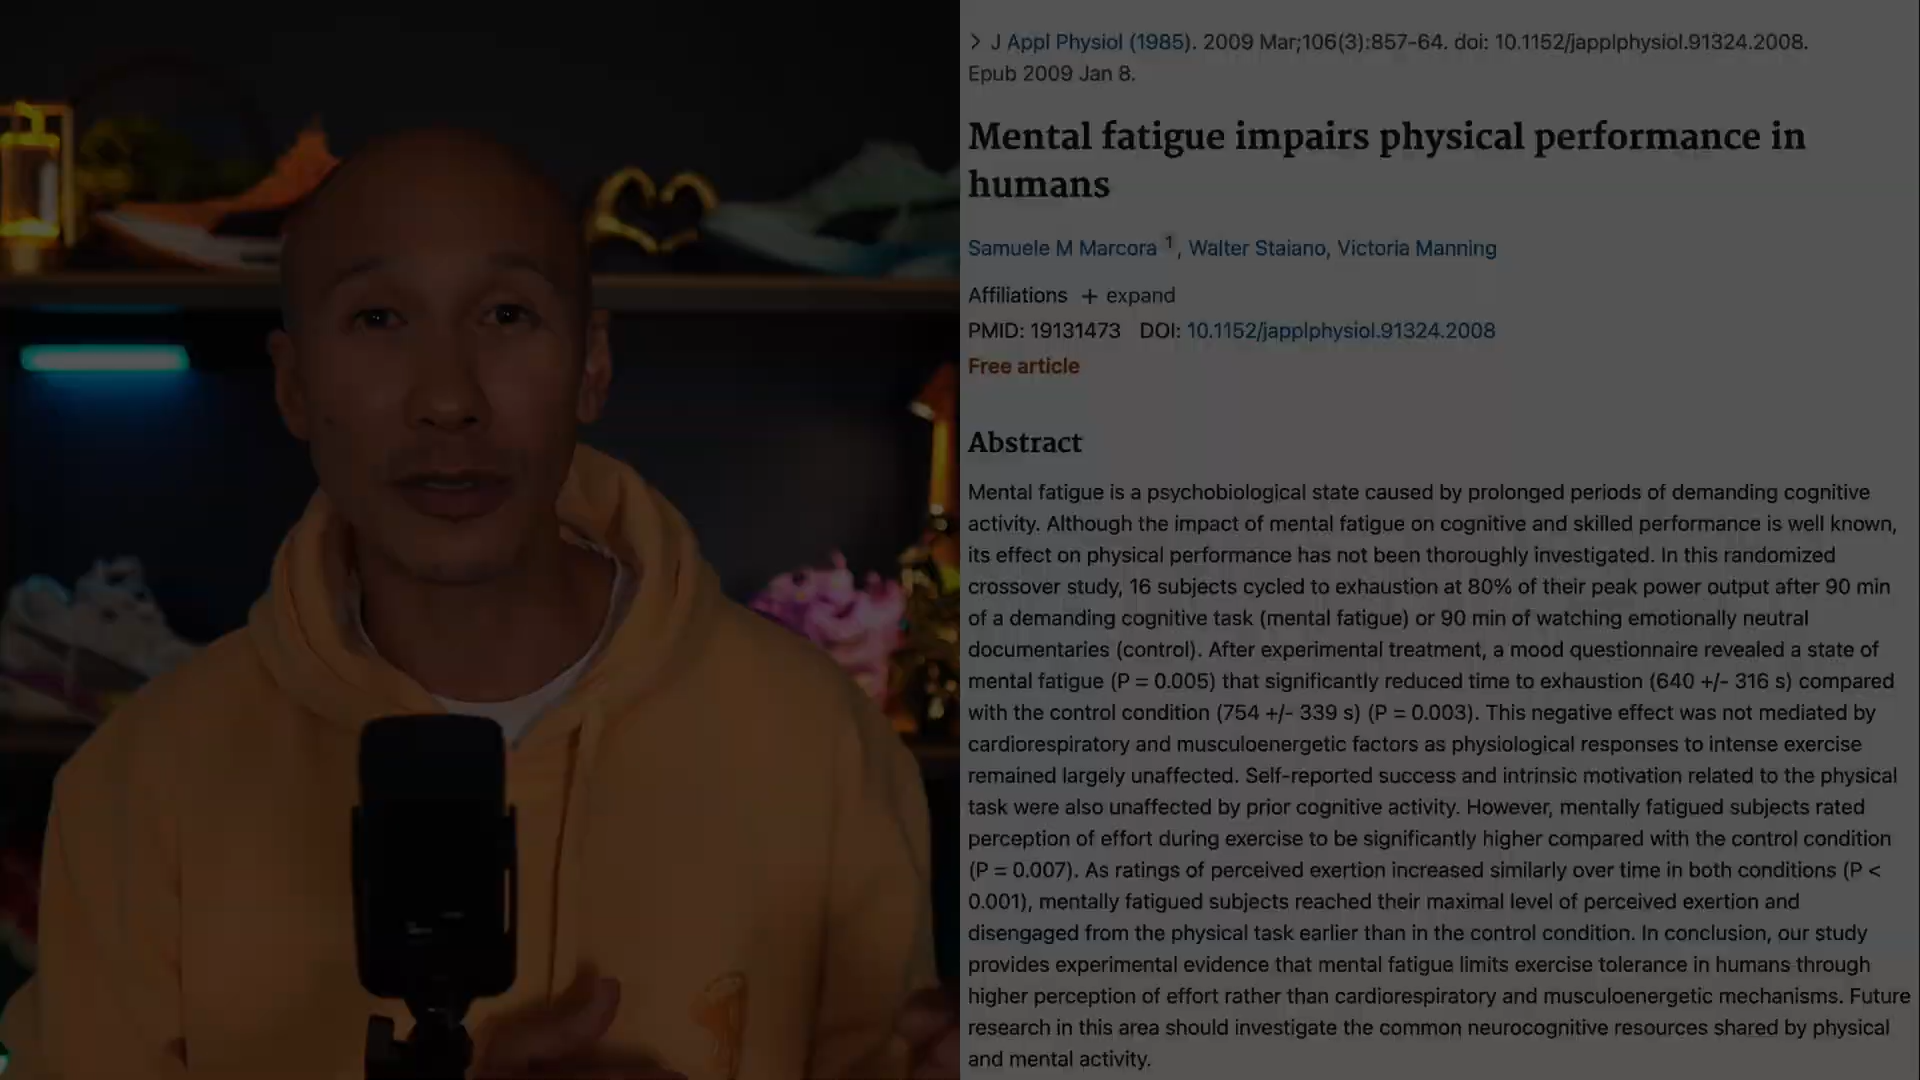 > J Appl Physiol (1985). 2009 Mar;106(3):857-64. doi: 10.1152/japplphysiol.91324.2008.
Epub 2009 Jan 8.
Mental fatigue impairs physical performance in
humans
Samuele M Marcora 1, Walter Staiano, Victoria Manning
Affiliations + expand
PMID: 19131473 DOI: 10.1152/japplphysiol.91324.2008
Free article
Abstract
Mental fatigue is a psychobiological state caused by prolonged periods of demanding cognitive
activity. Although the impact of mental fatigue on cognitive and skilled performance is well known,
its effect on physical performance has not been thoroughly investigated. In this randomized
crossover study, 16 subjects cycled to exhaustion at 80% of their peak power output after 90 min
of a demanding cognitive task (mental fatigue) or 90 min of watching emotionally neutral
documentaries (control). After experimental treatment, a mood questionnaire revealed a state of
mental fatigue (P = 0.005) that significantly reduced time to exhaustion (640 +/- 316 s) compared
with the control condition (754 +/- 339 s) (P = 0.003). This negative effect was not mediated by
cardiorespiratory and musculoenergetic factors as physiological responses to intense exercise
remained largely unaffected. Self-reported success and intrinsic motivation related to the physical
task were also unaffected by prior cognitive activity. However, mentally fatigued subjects rated
perception of effort during exercise to be significantly higher compared with the control condition
(P = 0.007). As ratings of perceived exertion increased similarly over time in both conditions (P <
0.001), mentally fatigued subjects reached their maximal level of perceived exertion and
disengaged from the physical task earlier than in the control condition. In conclusion, our study
provides experimental evidence that mental fatigue limits exercise tolerance in humans through
higher perception of effort rather than cardiorespiratory and musculoenergetic mechanisms. Future
research in this area should investigate the common neurocognitive resources shared by physical
and mental activity.